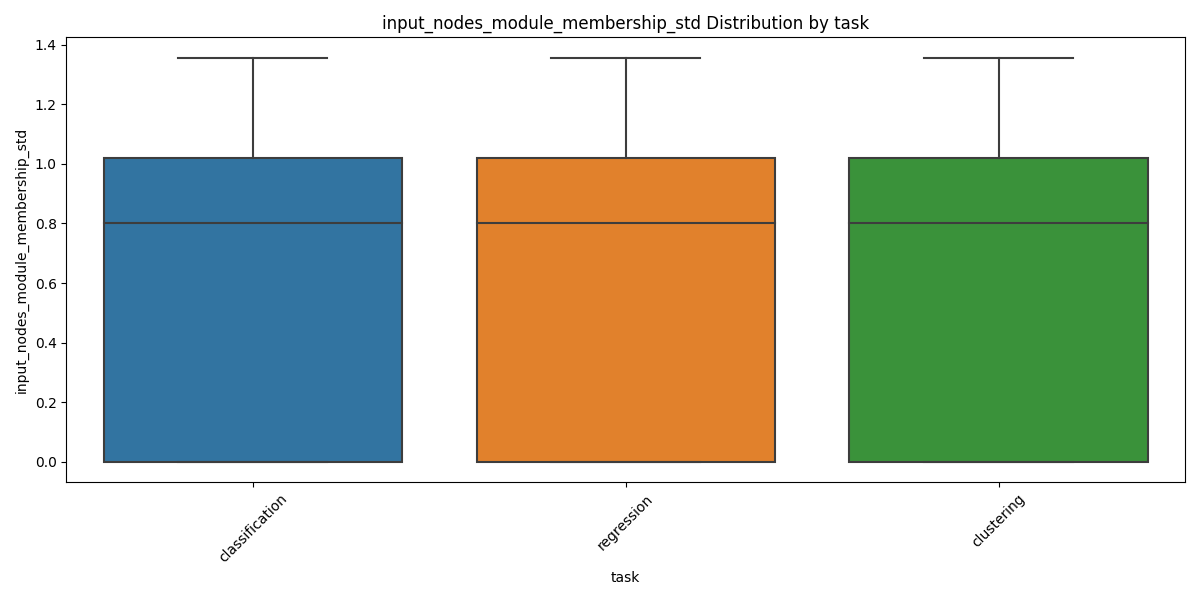 input_nodes_module_membership_std Distribution by task
input_nodes_module_membership_std
1.4
1.2
1.0
0.8
0.6
0.4
0.2
0.0
classification
regression
clustering
task